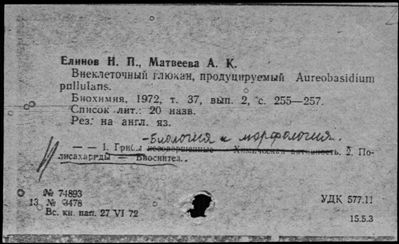 Елинов Н. П., Матвеева А. К.
Внеклеточный глюкан, продуцируемый Aureobasidium
pullulans.
Биохимия, 1972, т. 37, вып. 2, с. 255—257.
Список лит.: 20 назв.
Рез. на англ. яз.
-Биология и морфология.
— — 1. Грибы 2. По-
лисахариды — Биосинтез.
№ 74893
13 № 3478
Вс. кн. пал. 27 VI 72
УДК 577.11
15.5.3